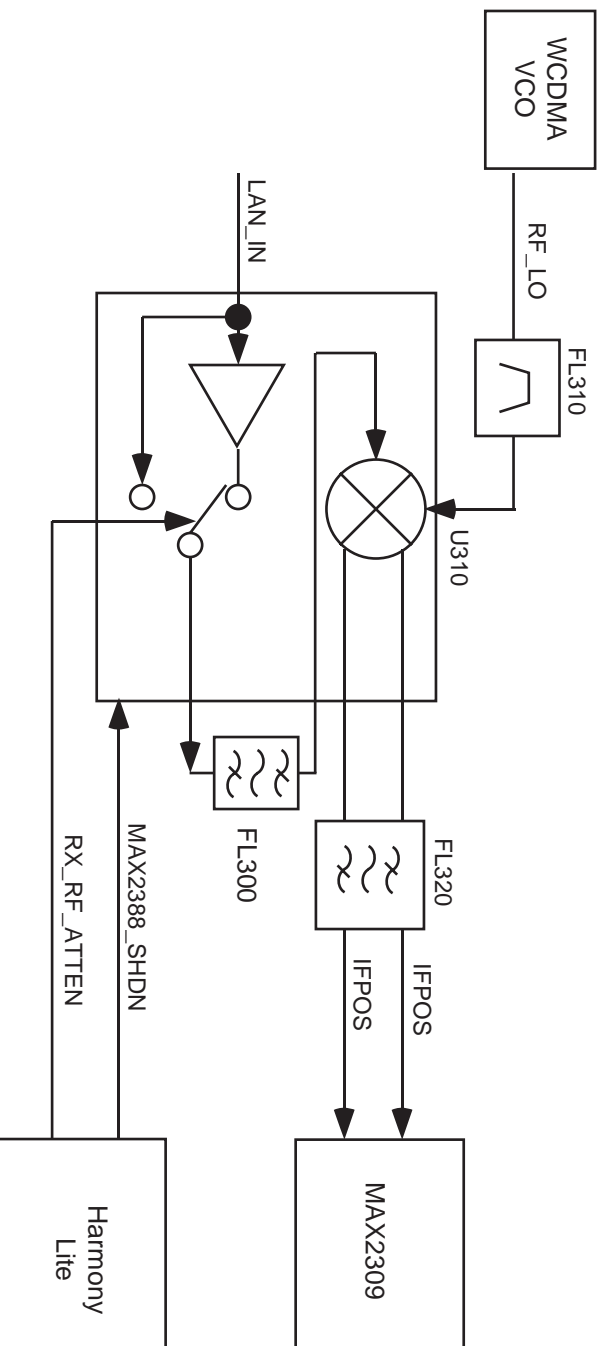 WCDMA
VCO
RF_LO
FL310
LAN_IN
U310
FL300
FL320
IFPOS
IFPOS
MAX2309
MAX2388_SHDN
RX_RF_ATTEN
Harmony
Lite